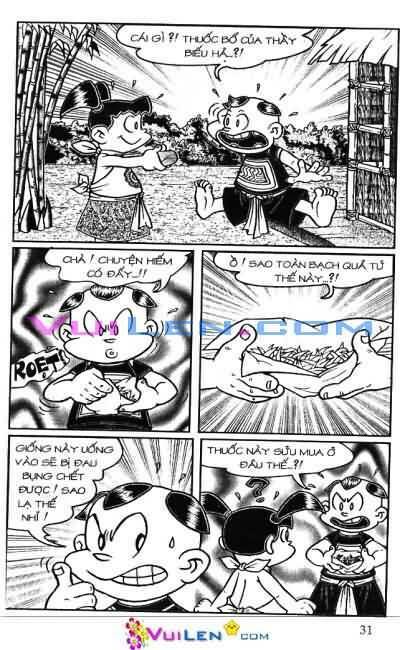 CÁI GÌ ?! THUỐC BỔ CỦA THẦY
BIẾU HẢ...?!
CHÀ ! CHUYỆN HIẾM
CÓ ĐẤY...!!
Ồ ! SAO TOÀN BẠCH QUẢ TỬ
THẾ NÀY...?!
VUILEN.COM
ROẸT!
GIỐNG NÀY UỐNG
VÀO SẼ BỊ ĐAU
BỤNG CHẾT
ĐƯỢC ! SAO
LẠ THẾ
NHỈ !
THUỐC NÀY SỬU MUA Ở
ĐÂU THẾ...?!
?
31
VUILEN.COM